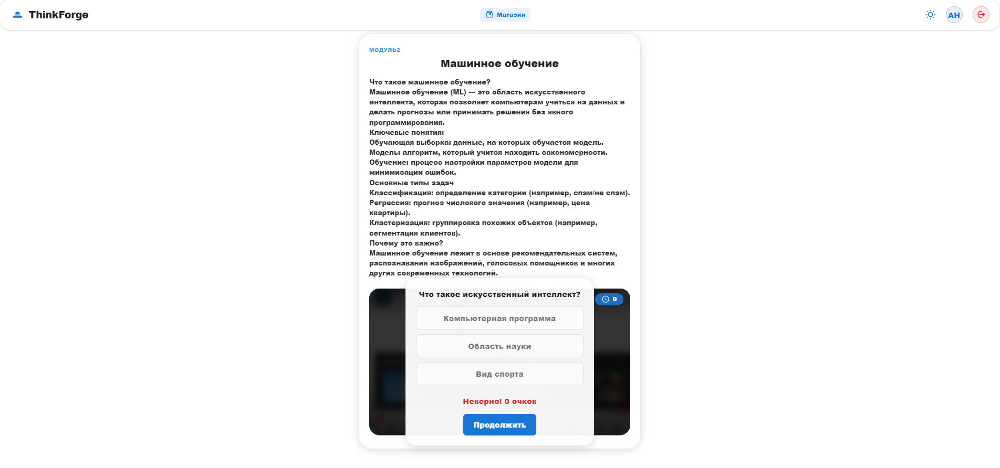 ThinkForge
Магазин
АН
МОДУЛЬ2
Машинное обучение
Что такое машинное обучение?
Машинное обучение (ML) — это область искусственного
интеллекта, которая позволяет компьютерам учиться на данных и
делать прогнозы или принимать решения без явного
программирования.
Ключевые понятия:
Обучающая выборка: данные, на которых обучается модель.
Модель: алгоритм, который учится находить закономерности.
Обучение: процесс настройки параметров модели для
минимизации ошибок.
Основные типы задач
Классификация: определение категории (например, спам/не спам).
Регрессия: прогноз числового значения (например, цена
квартиры).
Кластеризация: группировка похожих объектов (например,
сегментация клиентов).
Почему это важно?
Машинное обучение лежит в основе рекомендательных систем,
распознавания изображений, голосовых помощников и многих
других современных технологий.
Что такое искусственный интеллект?
0
Компьютерная программа
Область науки
Вид спорта
Неверно! 0 очков
Продолжить